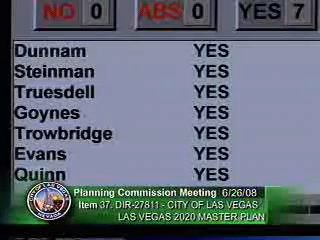 NO 0 ABS 0 YES 7
Dunnam YES
Steinman YES
Truesdell YES
Goynes YES
Trowbridge YES
Evans YES
Quinn YES
Planning Commission Meeting 6/26/08
Item 37. DIR-27811 - CITY OF LAS VEGAS
LAS VEGAS 2020 MASTER PLAN